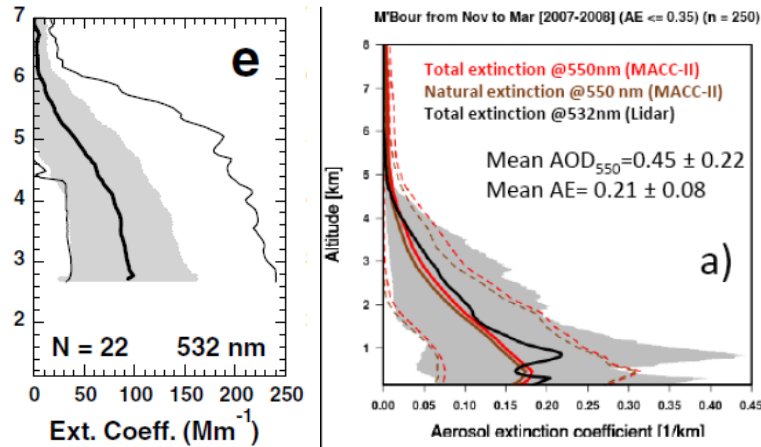 7
6
5
4
3
2
e
N = 22 532 nm
0 50 100 150 200 250
Ext. Coeff. (Mm-1)
M'Bour from Nov to Mar [2007-2008] (AE <= 0.35) (n = 250)
8
7
6
5
4
3
2
1
Altitude [km]
Total extinction @550nm (MACC-II)
Natural extinction @550 nm (MACC-II)
Total extinction @532nm (Lidar)
Mean AOD550=0.45 ± 0.22
Mean AE= 0.21 ± 0.08
a)
0.00 0.05 0.10 0.15 0.20 0.25 0.30 0.35 0.40 0.45
Aerosol extinction coefficient [1/km]